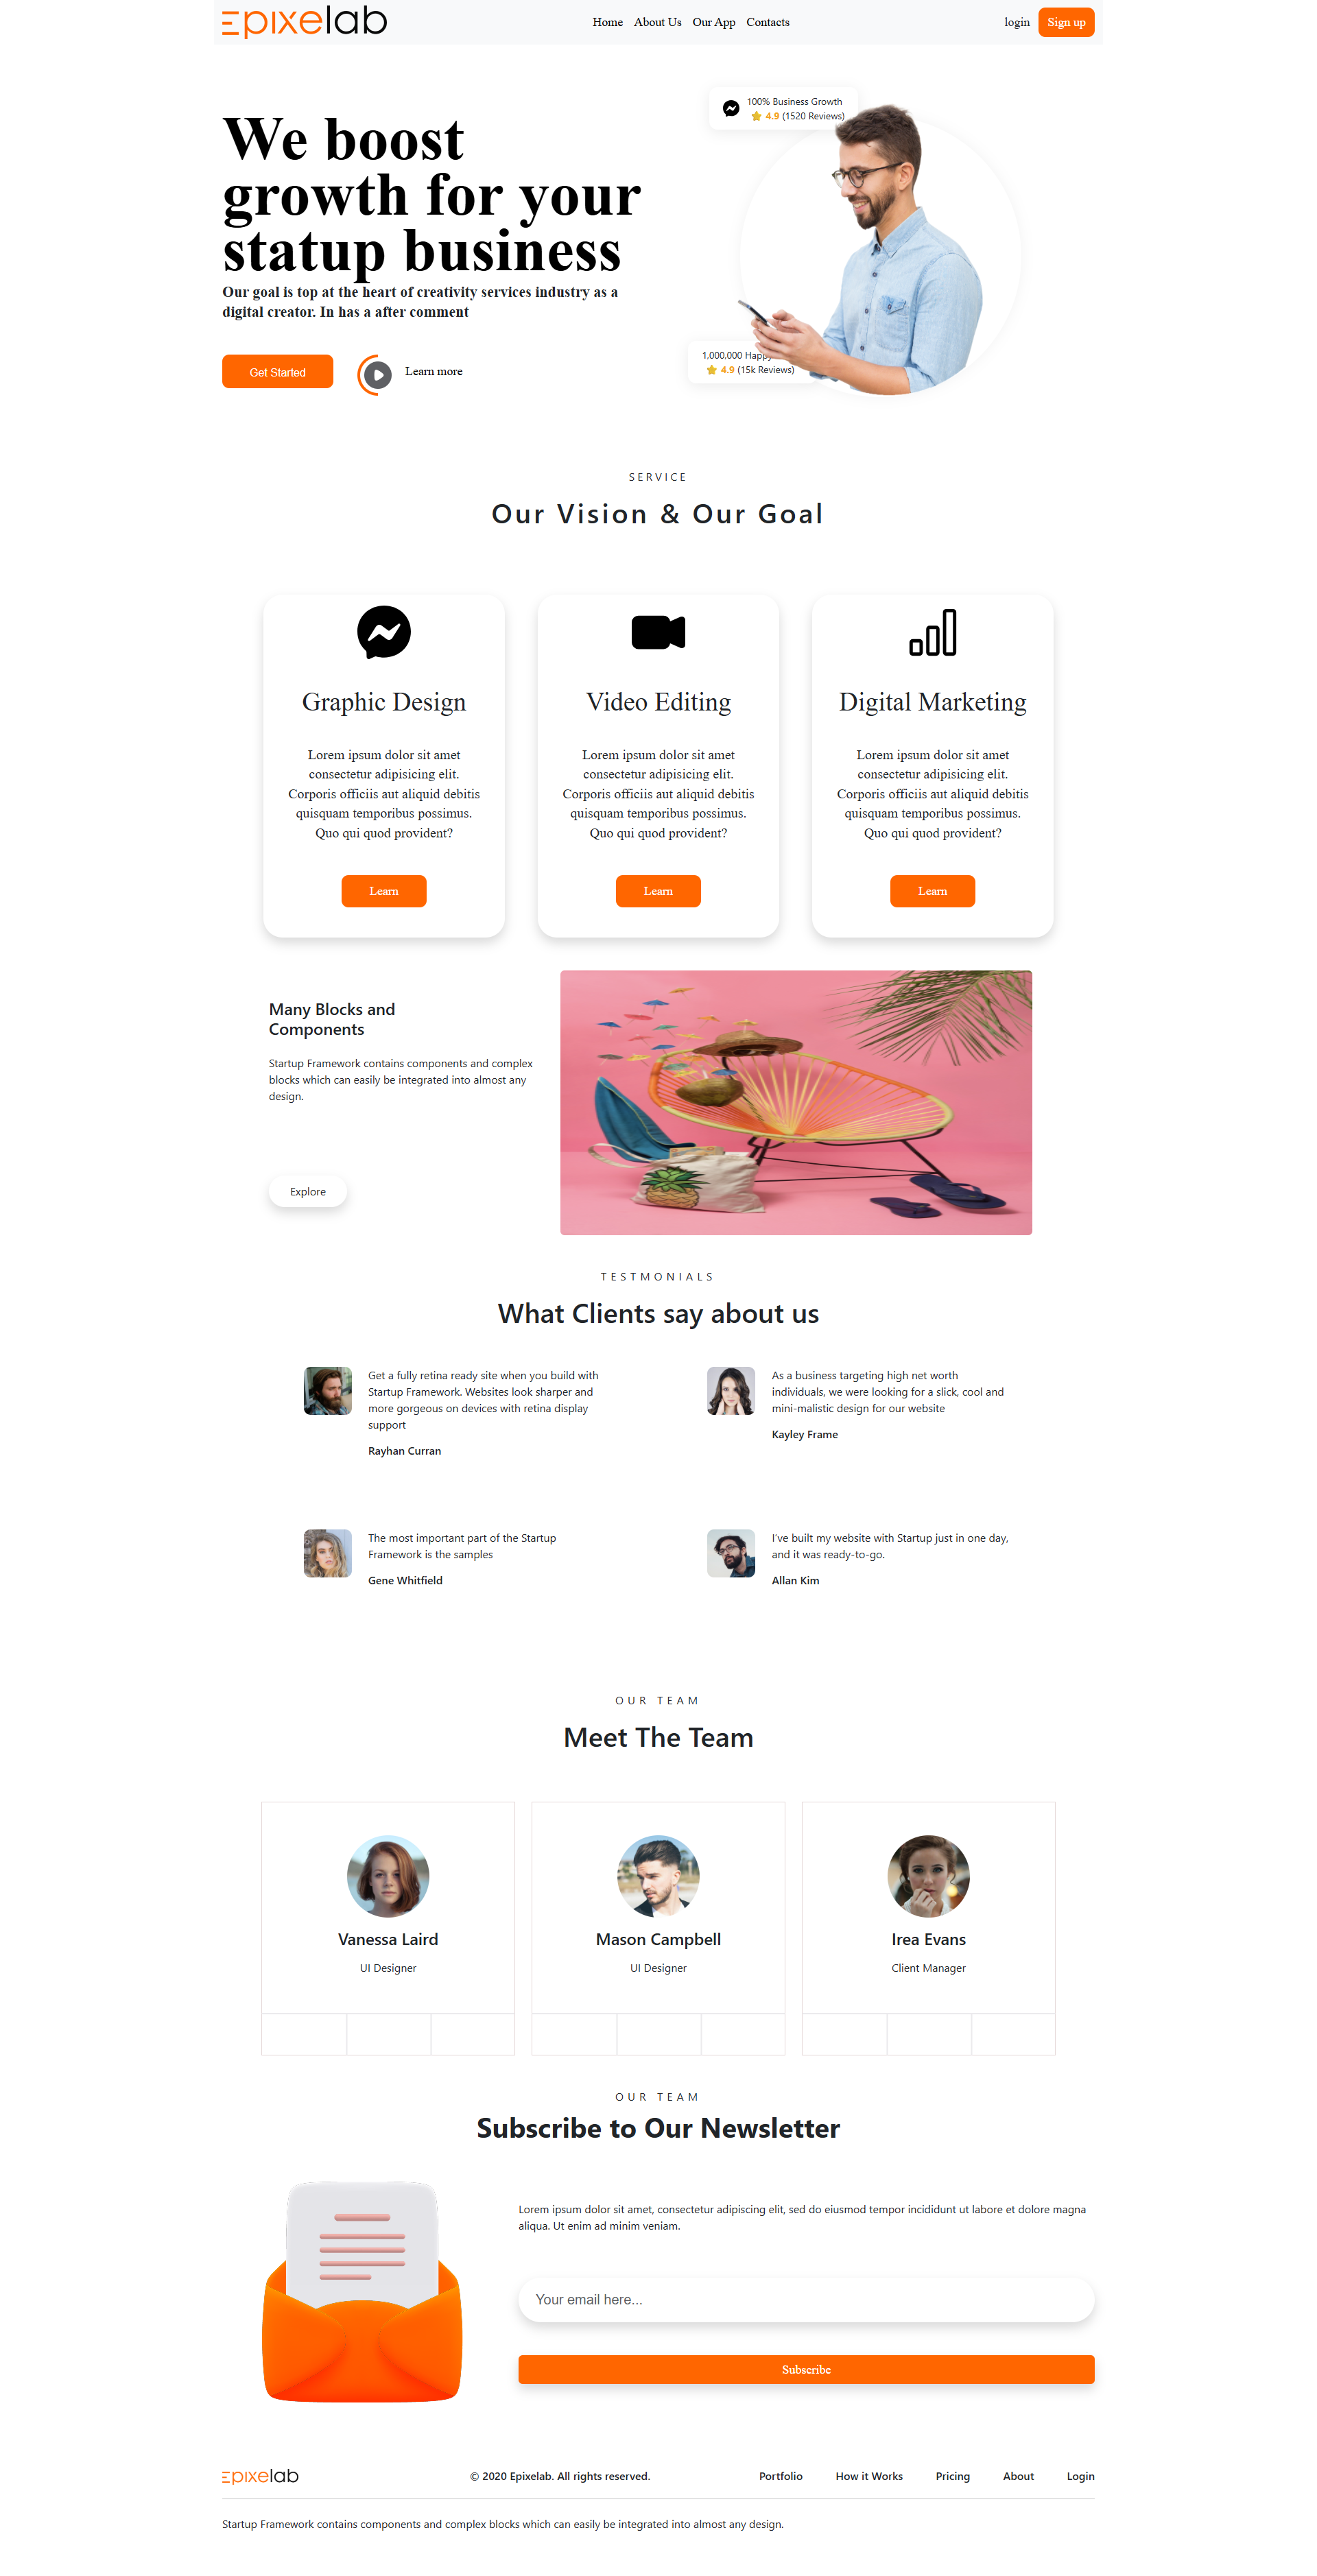 Epixelab
Home About Us Our App Contacts
login Sign up
100% Business Growth
4.9 (1520 Reviews)
We boost
growth for your
statup business
Our goal is top at the heart of creativity services industry as a
digital creator. In has a after comment
Get Started
Learn more
1,000,000 Happy
4.9 (15k Reviews)
SERVICE
Our Vision & Our Goal
Graphic Design
Lorem ipsum dolor sit amet
consectetur adipisicing elit.
Corporis officiis aut aliquid debitis
quisquam temporibus possimus.
Quo qui quod provident?
Learn
Video Editing
Lorem ipsum dolor sit amet
consectetur adipisicing elit.
Corporis officiis aut aliquid debitis
quisquam temporibus possimus.
Quo qui quod provident?
Learn
Digital Marketing
Lorem ipsum dolor sit amet
consectetur adipisicing elit.
Corporis officiis aut aliquid debitis
quisquam temporibus possimus.
Quo qui quod provident?
Learn
Many Blocks and
Components
Startup Framework contains components and complex
blocks which can easily be integrated into almost any
design.
Explore
TESTMONIALS
What Clients say about us
Get a fully retina ready site when you build with
Startup Framework. Websites look sharper and
more gorgeous on devices with retina display
support
Rayhan Curran
As a business targeting high net worth
individuals, we were looking for a slick, cool and
mini-malistic design for our website
Kayley Frame
The most important part of the Startup
Framework is the samples
Gene Whitfield
I've built my website with Startup just in one day,
and it was ready-to-go.
Allan Kim
OUR TEAM
Meet The Team
Vanessa Laird
UI Designer
Mason Campbell
UI Designer
Irea Evans
Client Manager
OUR TEAM
Subscribe to Our Newsletter
Lorem ipsum dolor sit amet, consectetur adipiscing elit, sed do eiusmod tempor incididunt ut labore et dolore magna
aliqua. Ut enim ad minim veniam.
Your email here...
Subscribe
Epixelab
© 2020 Epixelab. All rights reserved.
Portfolio How it Works Pricing About Login
Startup Framework contains components and complex blocks which can easily be integrated into almost any design.